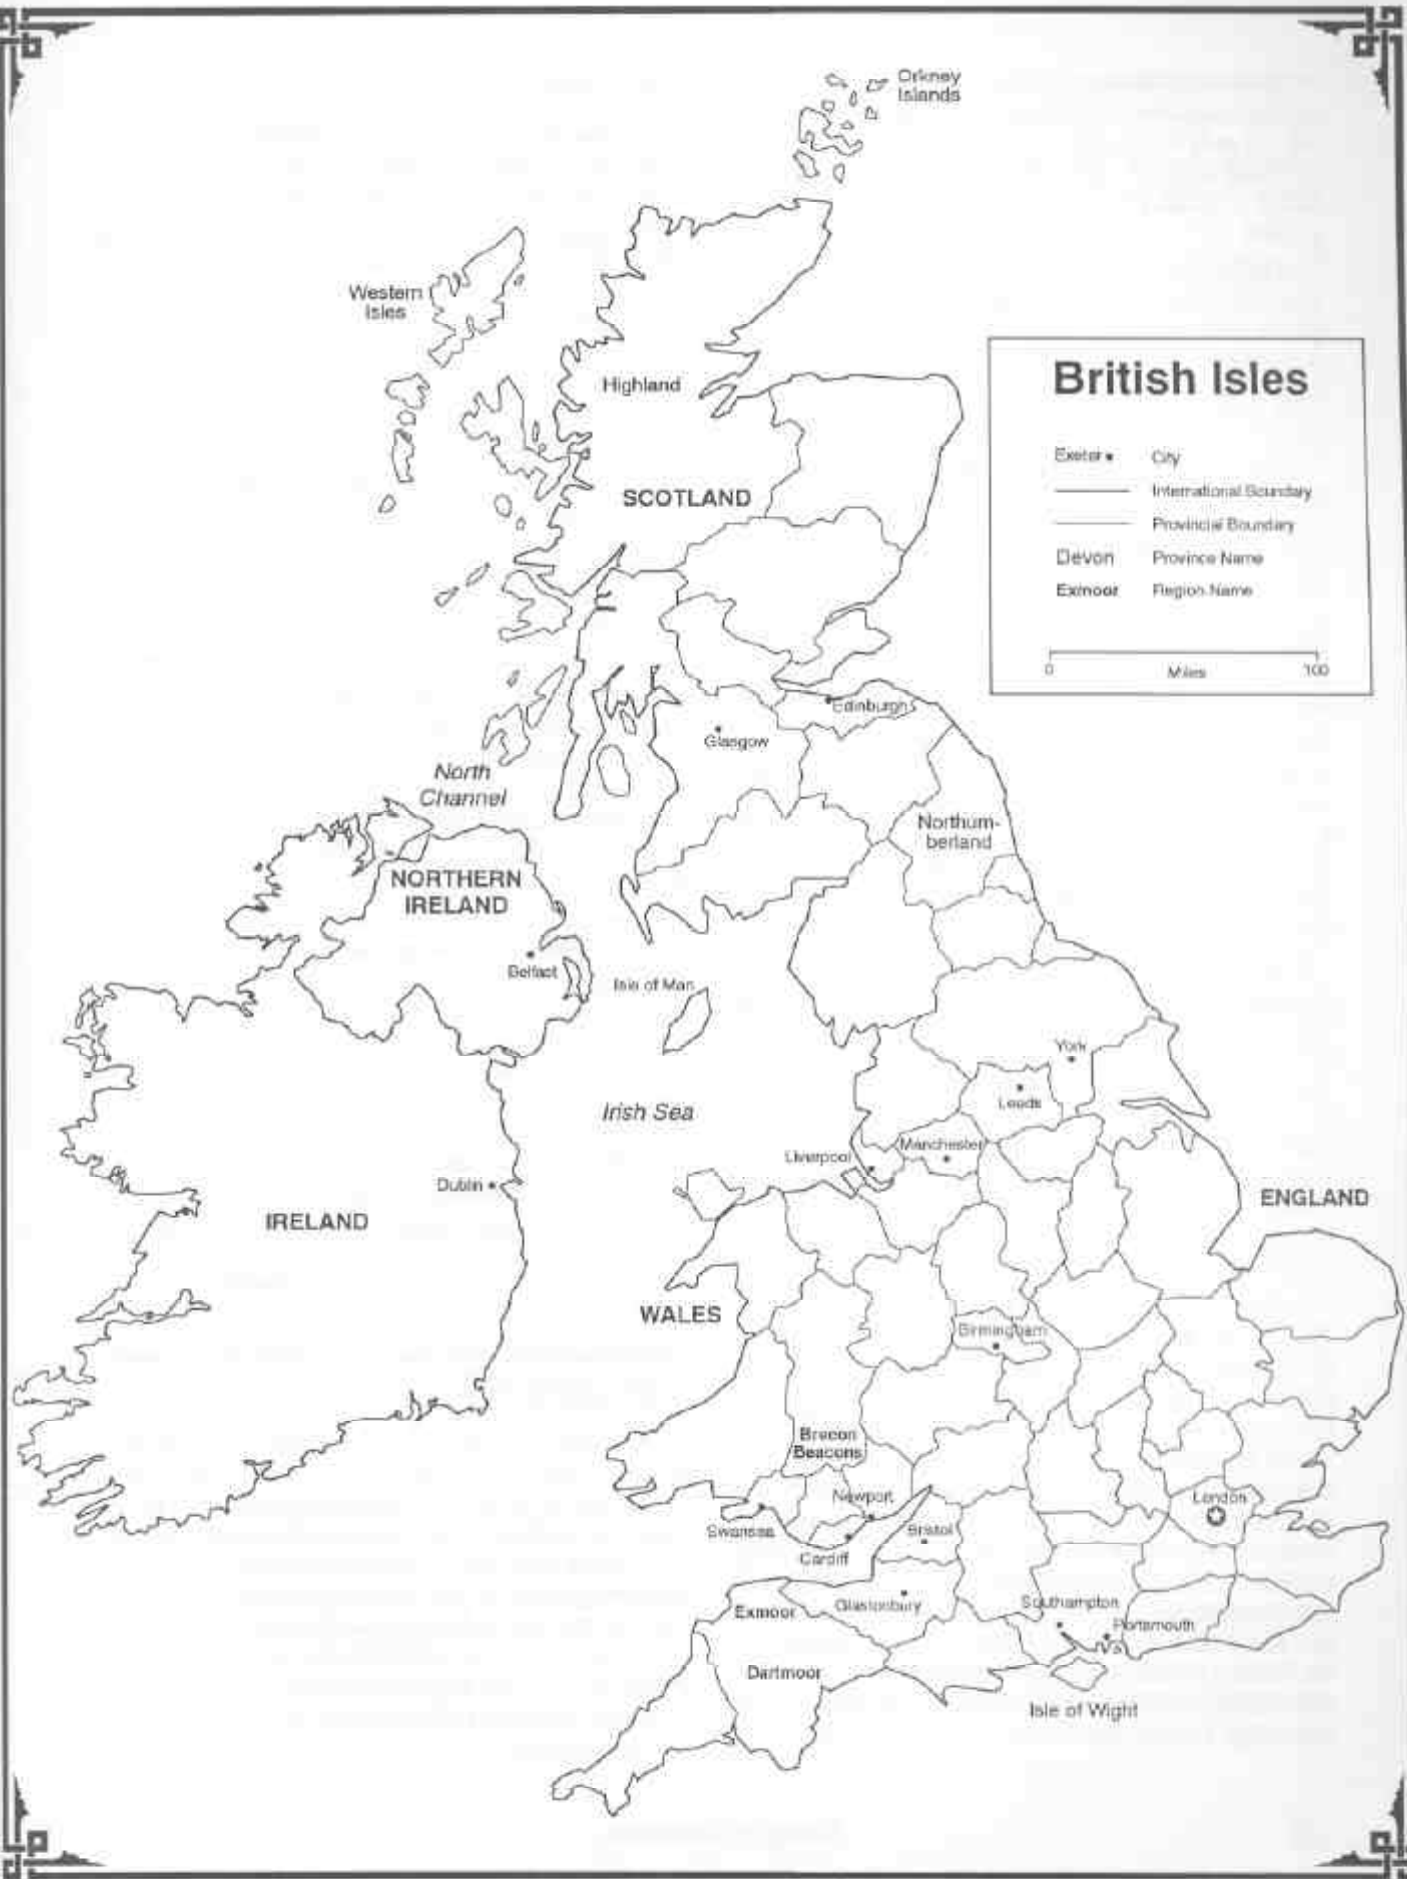 Orkney
Islands
Western
Isles
Highland
SCOTLAND
British Isles
Exeter
City
International Boundary
Provincial Boundary
Devon
Province Name
Exmoor
Region Name
0
Miles
100
Edinburgh
Glasgow
North
Channel
Northum-
berland
NORTHERN
IRELAND
Belfast
Isle of Man
York
Irish Sea
Leeds
Manchester
Liverpool
Dublin
IRELAND
ENGLAND
WALES
Birmingham
Brecon
Beacons
Newport
London
Swansea
Bristol
Cardiff
Exmoor
Glastonbury
Southampton
Portsmouth
Dartmoor
Isle of Wight